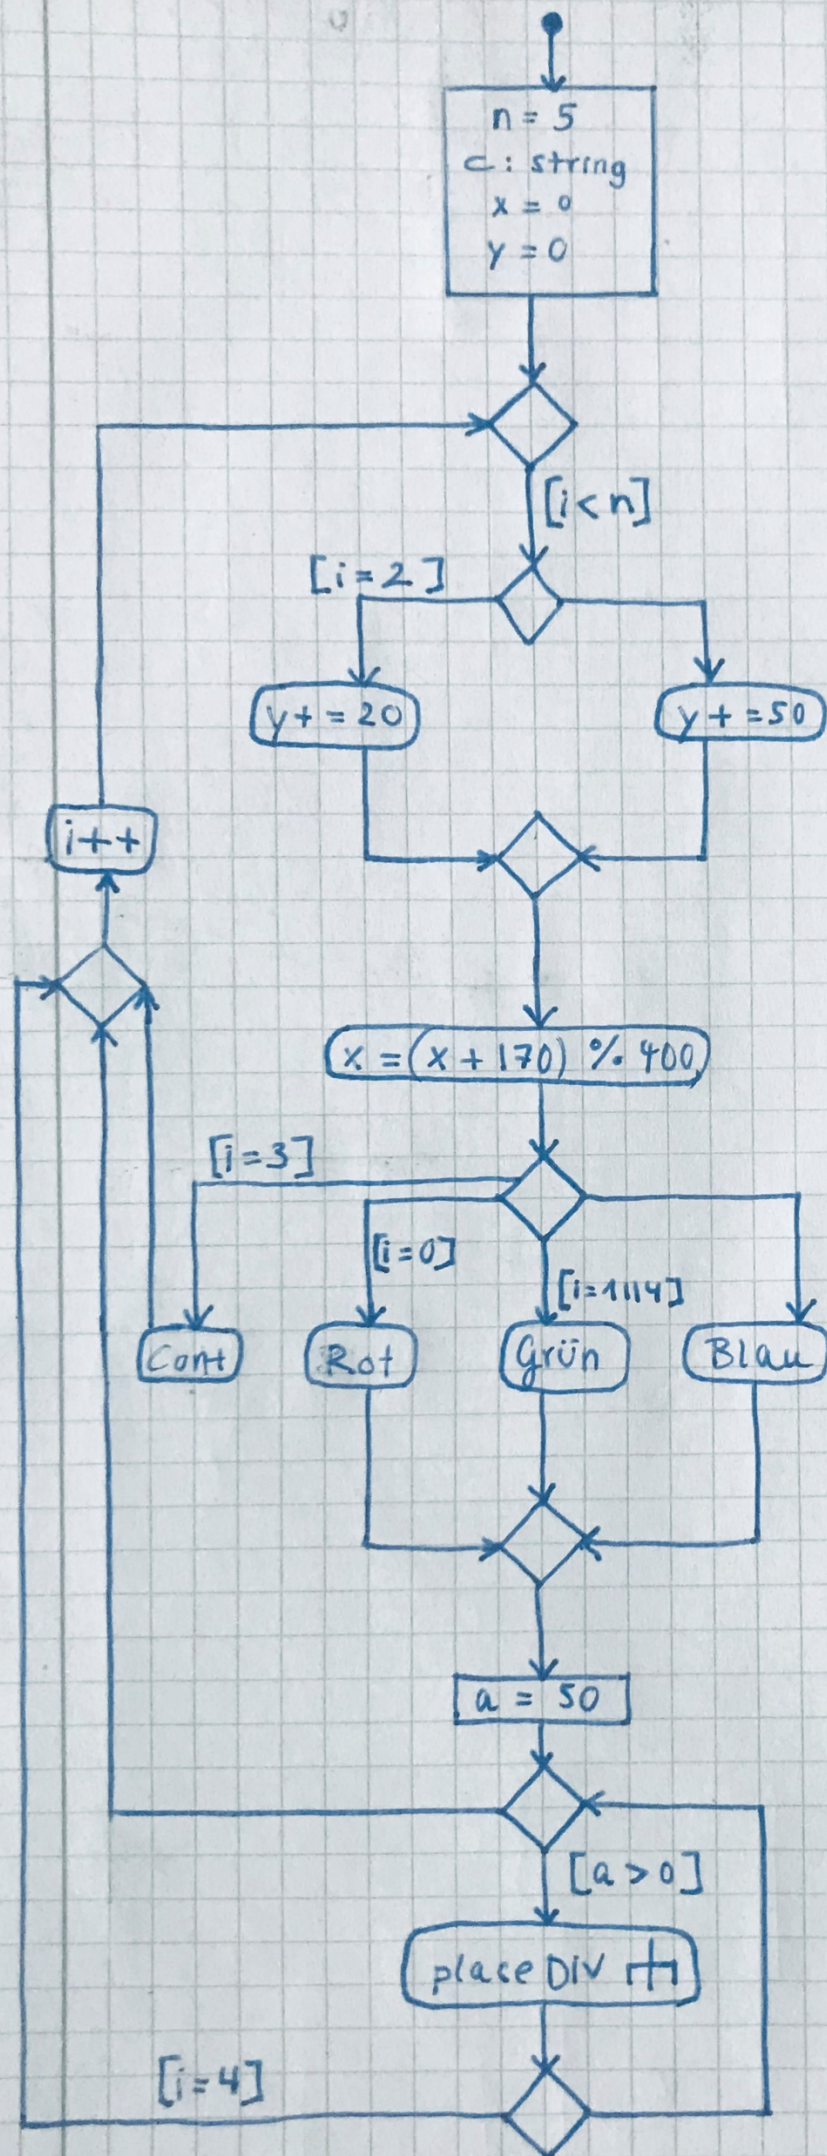 n = 5
c : string
x = 0
y = 0
[i < n]
[i = 2]
y + = 20
y + = 50
i++
x = (x + 170) % 400
[i=3]
[i=0]
[i=1||4]
Cont
Rot
Grün
Blau
a = 50
[a > 0]
place DIV
[i=4]